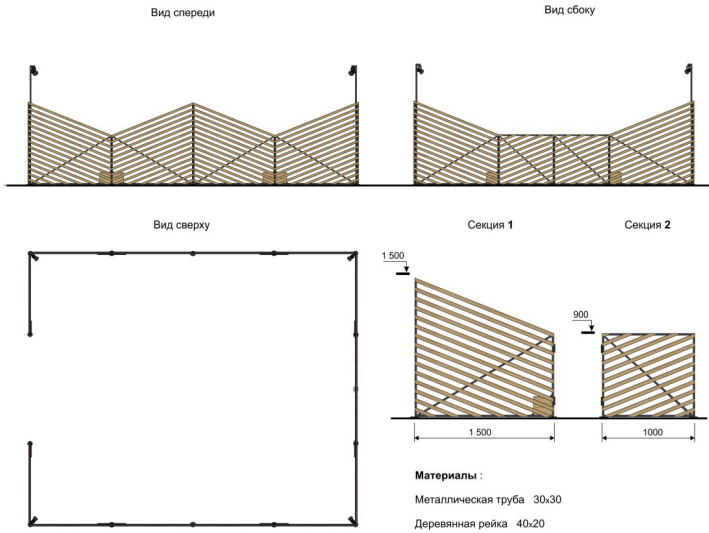 Вид спереди
Вид сбоку
Вид сверху
Секция 1
Секция 2
1 500
900
1 500
1000
Материалы :
Металлическая труба 30x30
Деревянная рейка 40x20